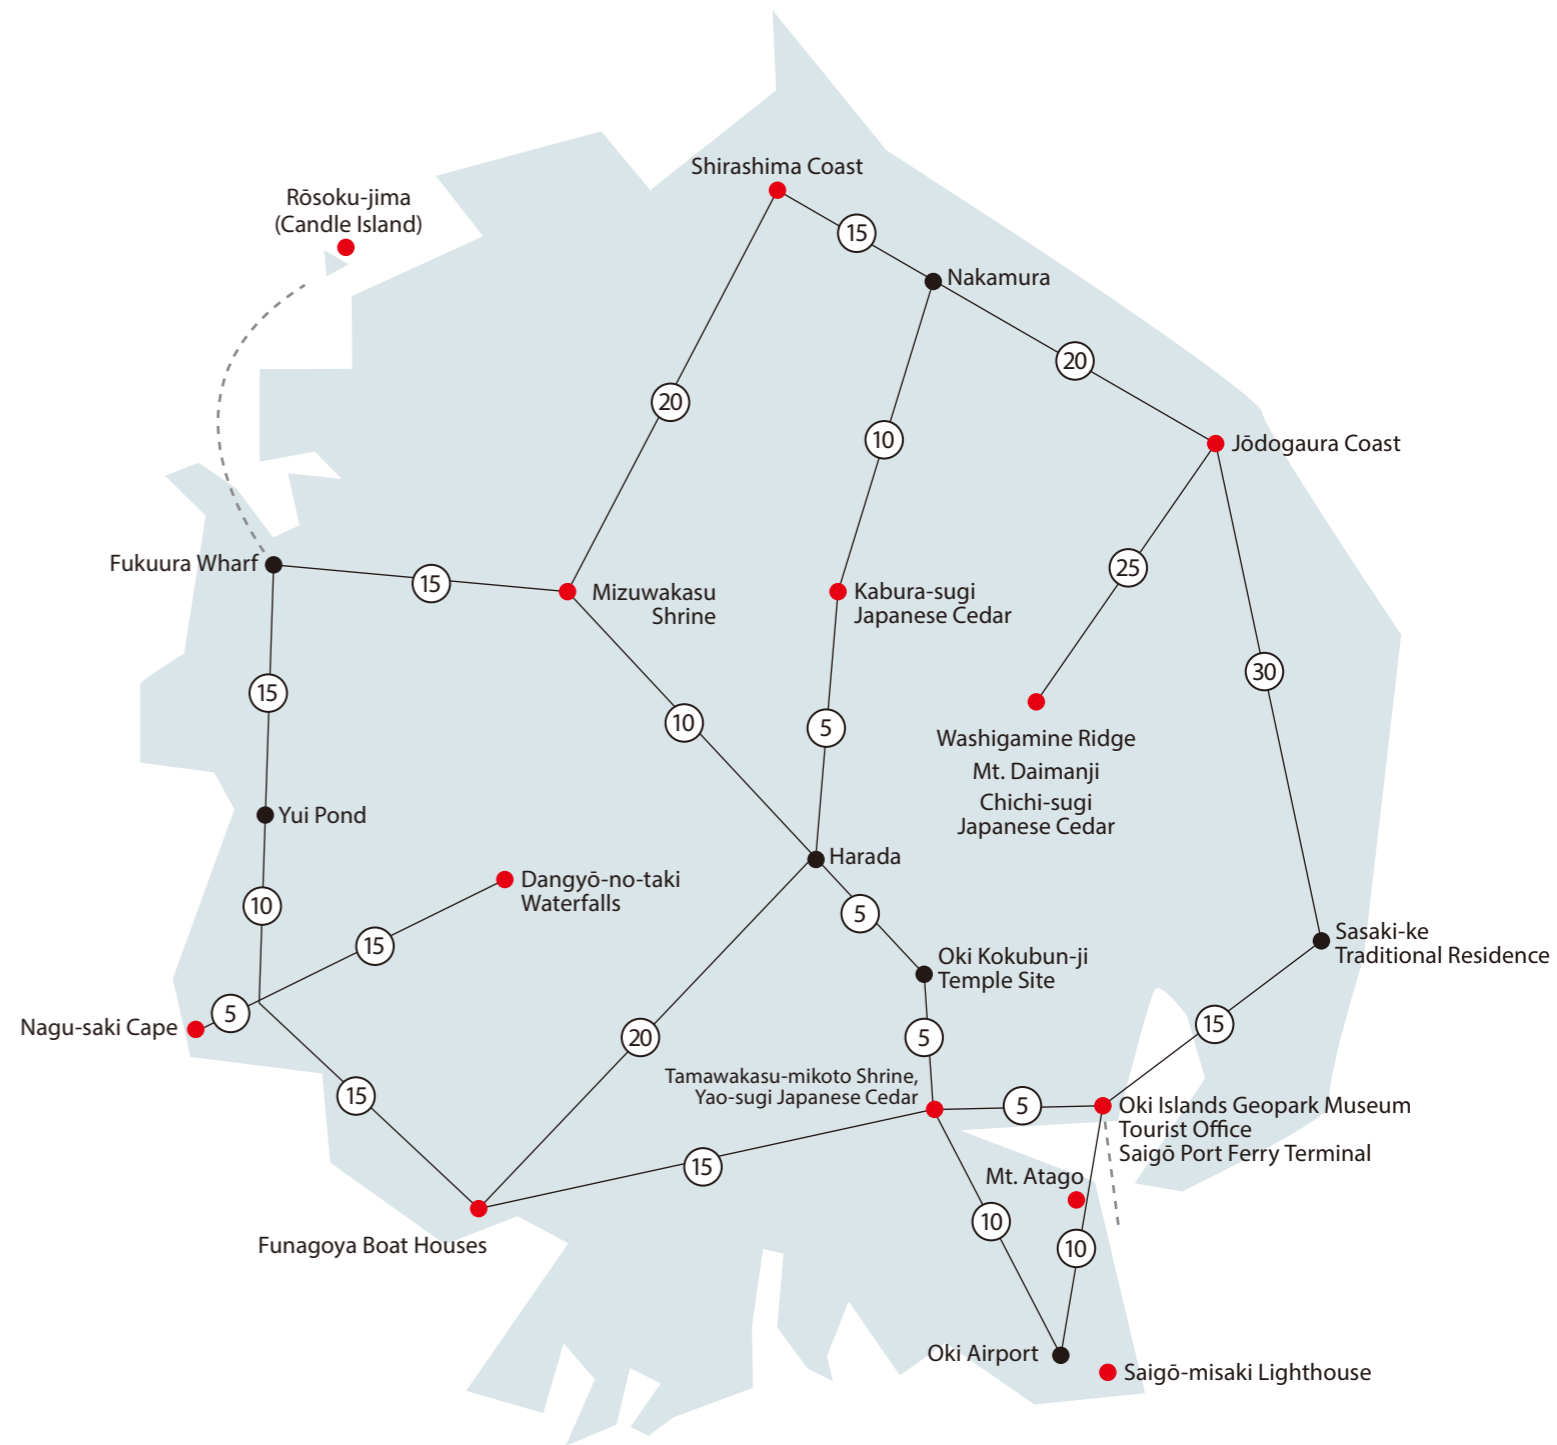 Shirashima Coast
Rōsoku-jima
(Candle Island)
15
Nakamura
20
20
10
Jōdogaura Coast
Fukuura Wharf
15
Mizuwakasu
Shrine
Kabura-sugi
Japanese Cedar
25
30
15
10
5
Washigamine Ridge
Mt. Daimanji
Chichi-sugi
Japanese Cedar
Yui Pond
Harada
Dangyō-no-taki
Waterfalls
10
5
15
Sasaki-ke
Traditional Residence
Oki Kokubun-ji
Temple Site
Nagu-saki Cape
5
20
5
15
Tamawakasu-mikoto Shrine,
Yao-sugi Japanese Cedar
15
5
Oki Islands Geopark Museum
Tourist Office
Saigō Port Ferry Terminal
15
Mt. Atago
10
10
Funagoya Boat Houses
Oki Airport
Saigō-misaki Lighthouse